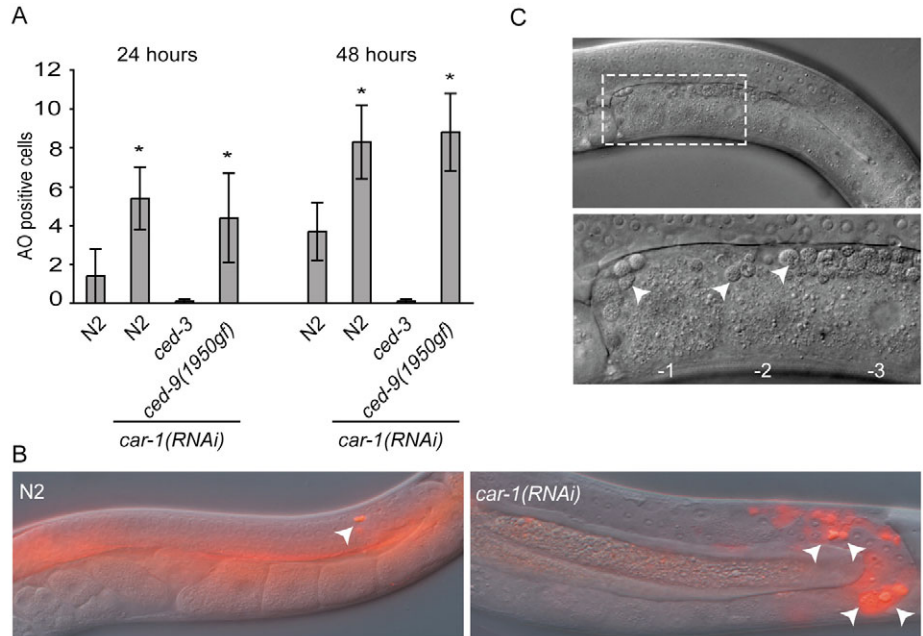 A
24 hours
48 hours
12
10
8
6
4
2
0
AO positive cells
N2
N2
ced-3
ced-9(1950gf)
N2
N2
ced-3
ced-9(1950gf)
car-1(RNAi)
car-1(RNAi)
* * * *
C
-1 -2 -3
B
N2
car-1(RNAi)